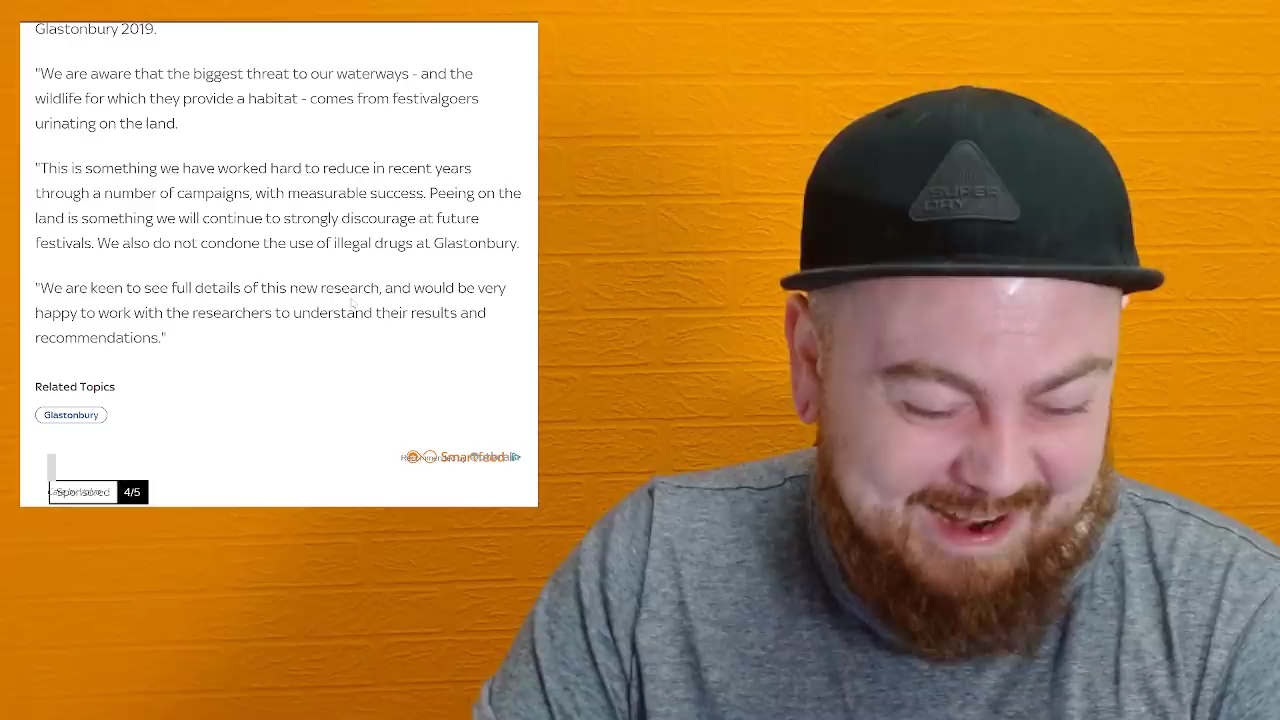 Glastonbury 2019.
"We are aware that the biggest threat to our waterways - and the
wildlife for which they provide a habitat - comes from festivalgoers
urinating on the land.
"This is something we have worked hard to reduce in recent years
through a number of campaigns, with measurable success. Peeing on the
land is something we will continue to strongly discourage at future
festivals. We also do not condone the use of illegal drugs at Glastonbury.
"We are keen to see full details of this new research, and would be very
happy to work with the researchers to understand their results and
recommendations."
Related Topics
Glastonbury
Sponsored 4/5
SUPER
DRY